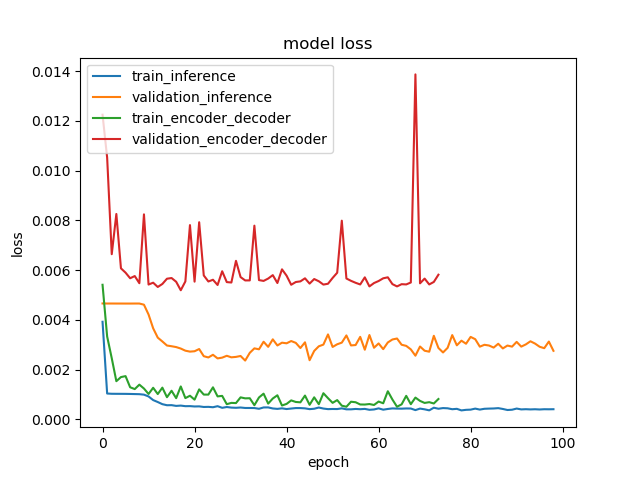 model loss
train_inference
validation_inference
train_encoder_decoder
validation_encoder_decoder
loss
0.014
0.012
0.010
0.008
0.006
0.004
0.002
0.000
0 20 40 60 80 100
epoch